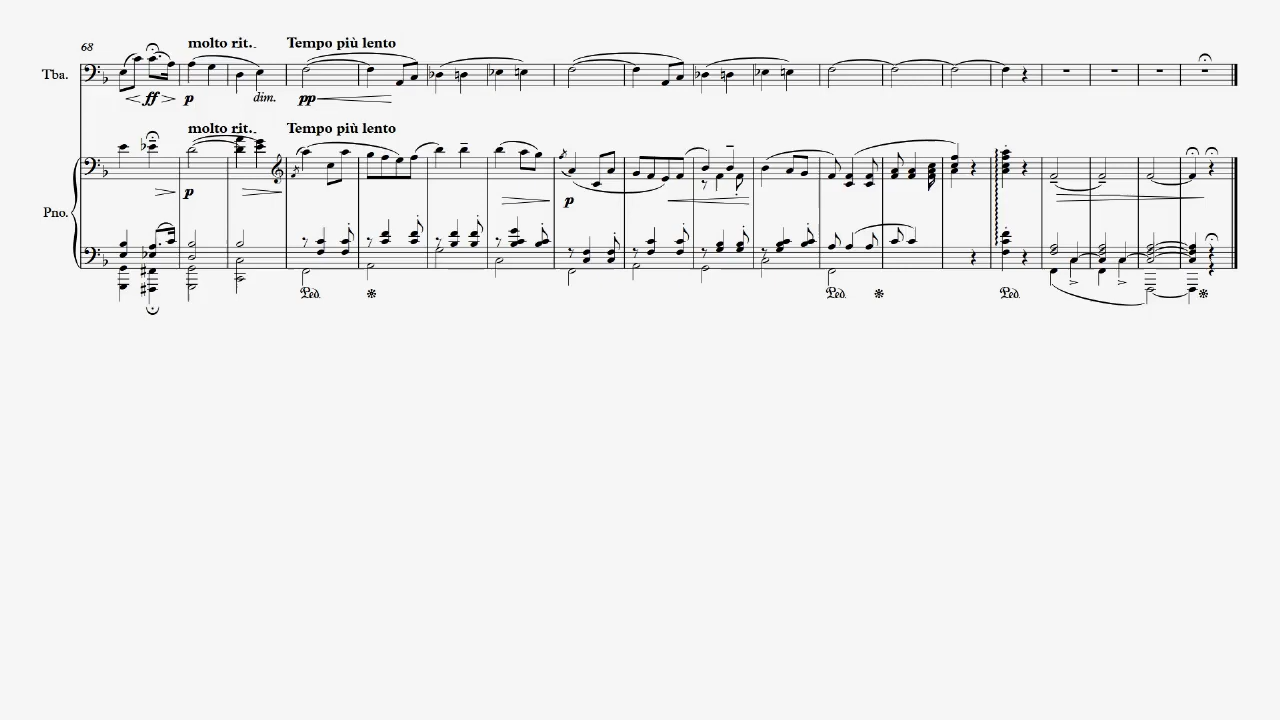 68
molto rit. Tempo più lento
Tba.
ff p dim. pp
molto rit. Tempo più lento
p
p
Pno.
Ped. Ped. Ped.